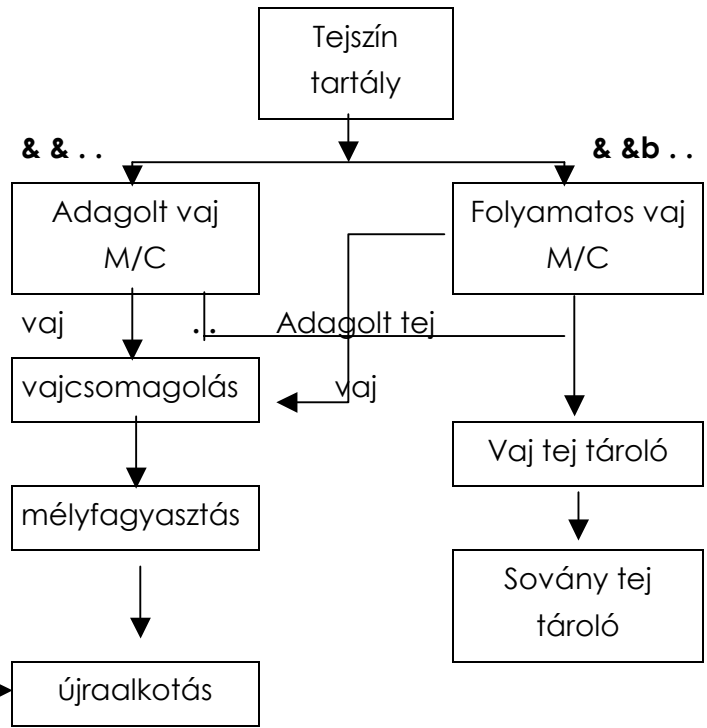 Tejszín
tartály
& & . .
& &b . .
Adagolt vaj
M/C
Folyamatos vaj
M/C
vaj
. .
Adagolt tej
vajcsomagolás
vaj
Vaj tej tároló
mélyfagyasztás
Sovány tej
tároló
újraalkotás